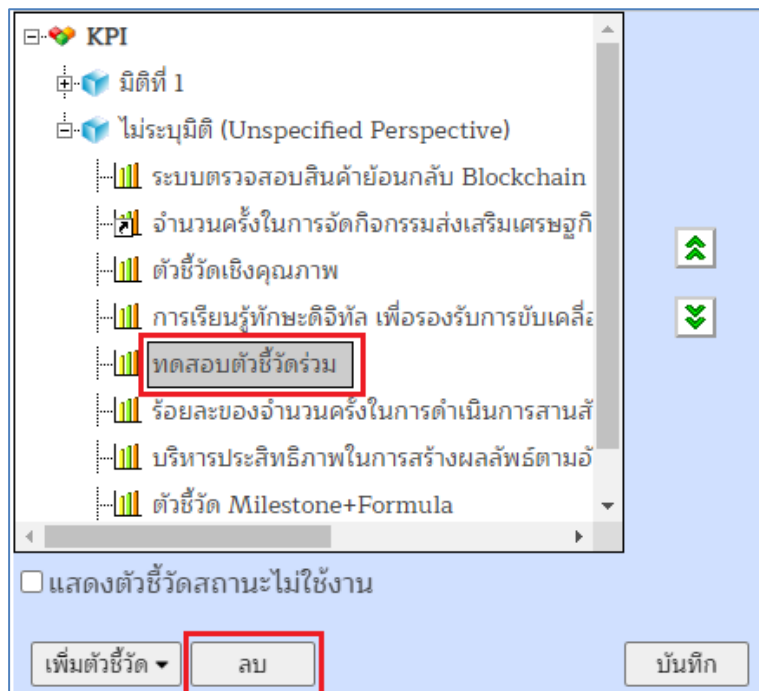 KPI
มิติที่ 1
ไม่ระบุมิติ (Unspecified Perspective)
ระบบตรวจสอบสินค้าย้อนกลับ Blockchain
จำนวนครั้งในการจัดกิจกรรมส่งเสริมเศรษฐกิ
ตัวชี้วัดเชิงคุณภาพ
การเรียนรู้ทักษะดิจิทัล เพื่อรองรับการขับเคลื่อ
ทดสอบตัวชี้วัดร่วม
ร้อยละของจำนวนครั้งในการดำเนินการสานสั
บริหารประสิทธิภาพในการสร้างผลลัพธ์ตามอั
ตัวชี้วัด Milestone+Formula
แสดงตัวชี้วัดสถานะไม่ใช้งาน
เพิ่มตัวชี้วัด ลบ บันทึก